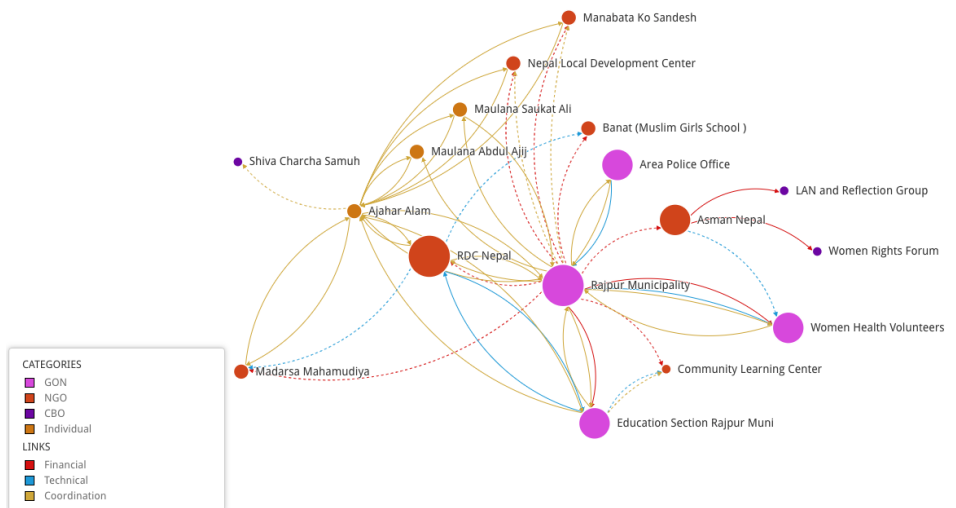 Manabata Ko Sandesh
Nepal Local Development Center
Maulana Saukat Ali
Banat (Muslim Girls School )
Maulana Abdul Ajij
Shiva Charcha Samuh
Area Police Office
LAN and Reflection Group
Ajahar Alam
Asman Nepal
Women Rights Forum
RDC Nepal
Rajpur Municipality
Women Health Volunteers
Madarsa Mahamudiya
Community Learning Center
Education Section Rajpur Muni
CATEGORIES
GON
NGO
CBO
Individual
LINKS
Financial
Technical
Coordination